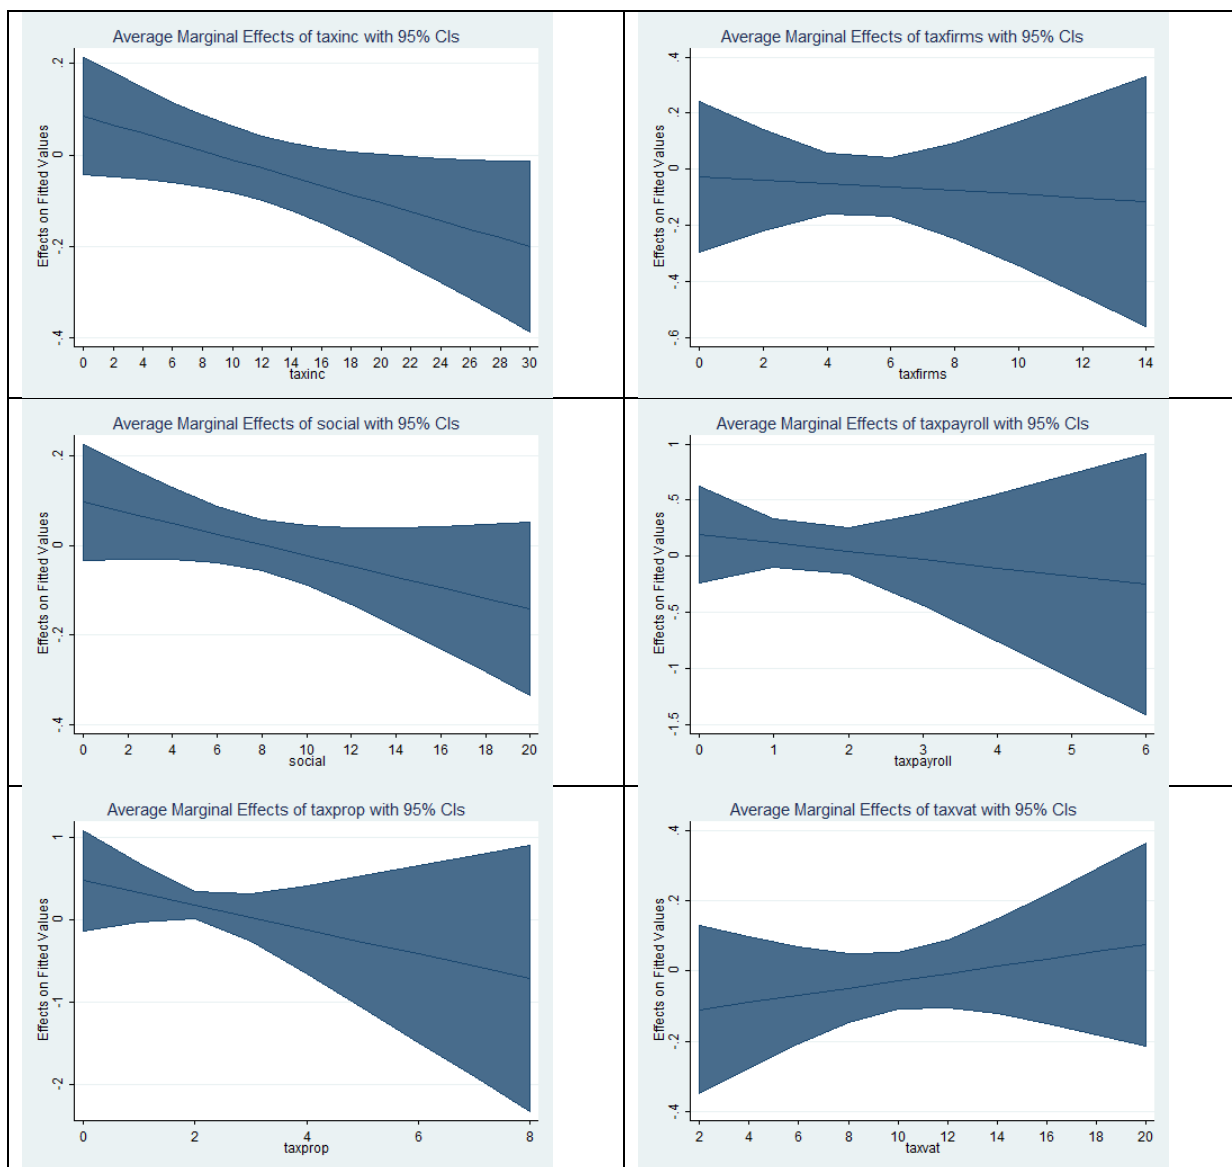 Average Marginal Effects of taxinc with 95% CIs
Effects on Fitted Values
.2
0
-.2
-.4
0 2 4 6 8 10 12 14 16 18 20 22 24 26 28 30
taxinc
Average Marginal Effects of taxfirms with 95% CIs
Effects on Fitted Values
.4
.2
0
-.2
-.4
-.6
0 2 4 6 8 10 12 14
taxfirms
Average Marginal Effects of social with 95% CIs
Effects on Fitted Values
.2
0
-.2
-.4
0 2 4 6 8 10 12 14 16 18 20
social
Average Marginal Effects of taxpayroll with 95% CIs
Effects on Fitted Values
1
.5
0
-.5
-1
-1.5
0 1 2 3 4 5 6
taxpayroll
Average Marginal Effects of taxprop with 95% CIs
Effects on Fitted Values
1
0
-1
-2
0 2 4 6 8
taxprop
Average Marginal Effects of taxvat with 95% CIs
Effects on Fitted Values
.4
.2
0
-.2
-.4
2 4 6 8 10 12 14 16 18 20
taxvat